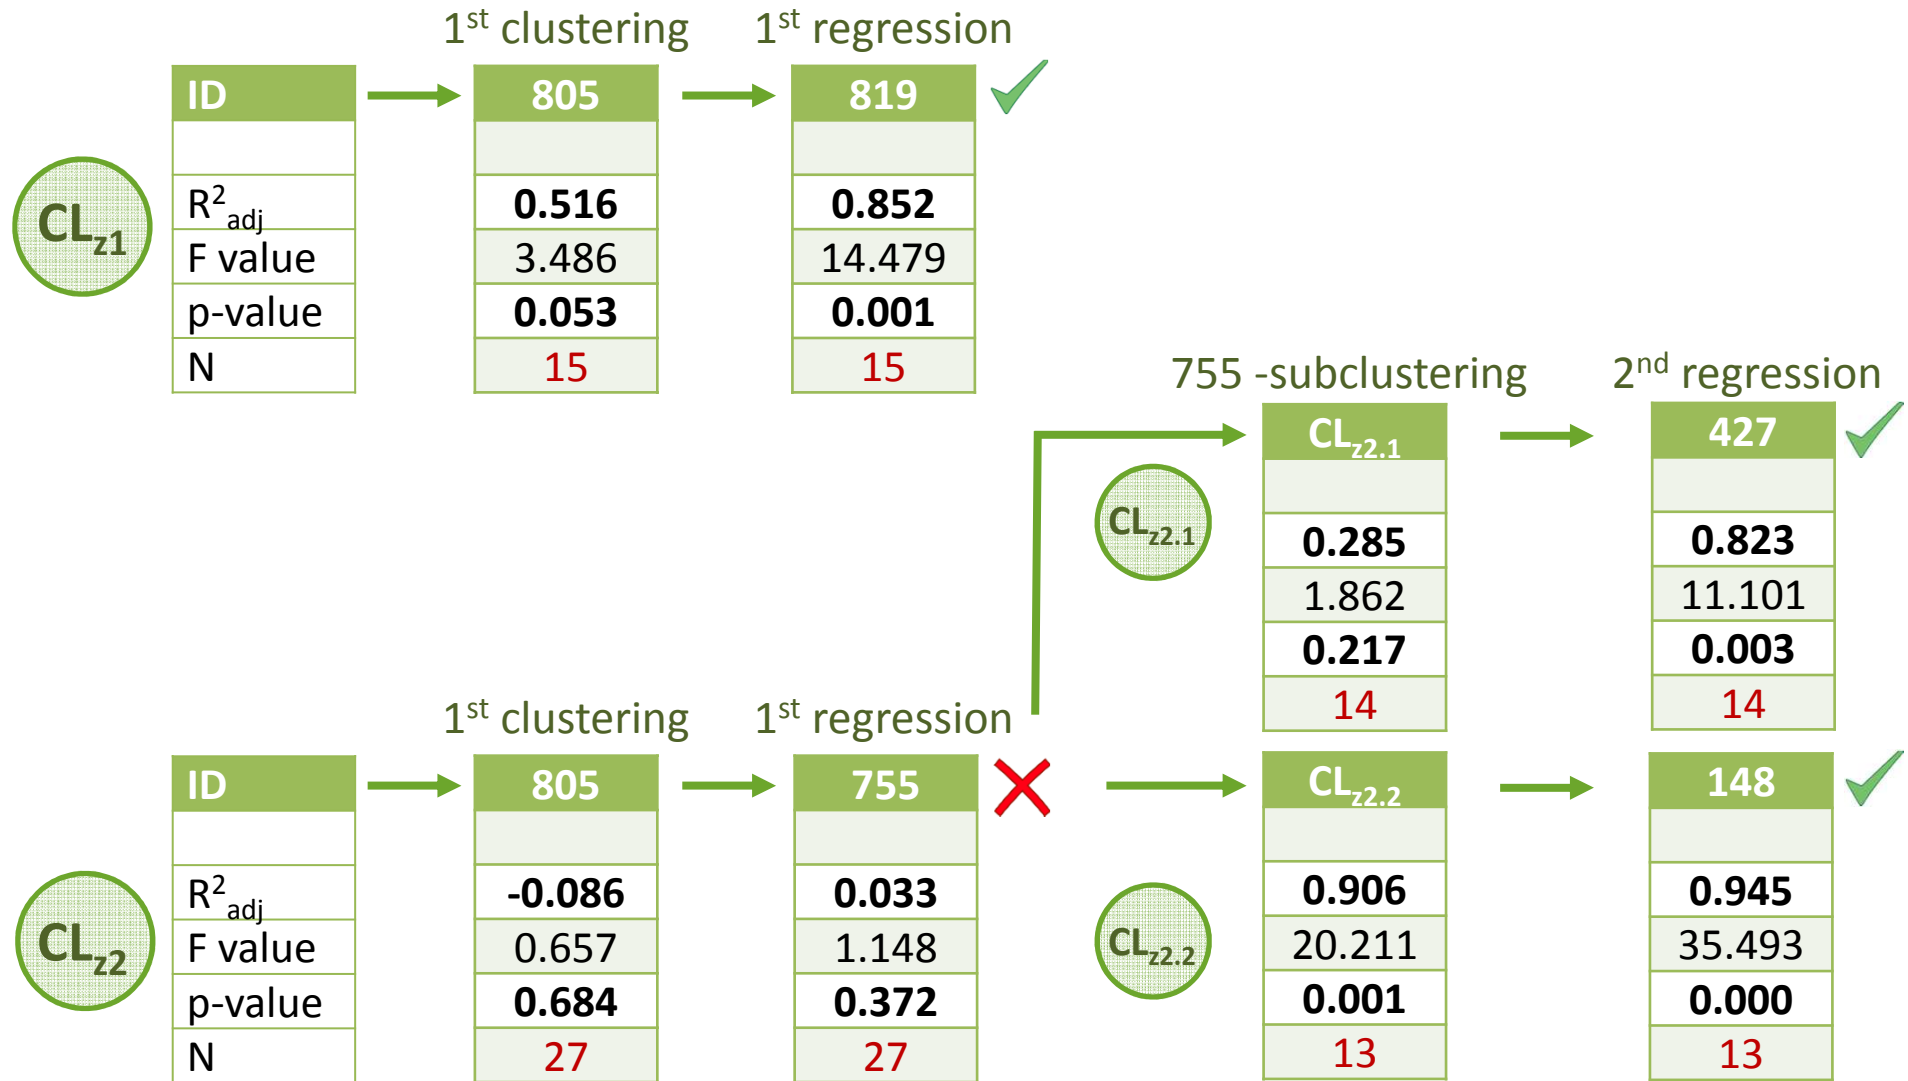 1st clustering 1st regression
ID 805 819
CLz1
R2adj 0.516 0.852
F value 3.486 14.479
p-value 0.053 0.001
N 15 15
755 -subclustering 2nd regression
CLz2.1 427
CLz2.1
0.285 0.823
1.862 11.101
0.217 0.003
14 14
1st clustering 1st regression
ID 805 755 CLz2.2 148
R2adj -0.086 0.033 0.906 0.945
CLz2 F value 0.657 1.148 CLz2.2 20.211 35.493
p-value 0.684 0.372 0.001 0.000
N 27 27 13 13